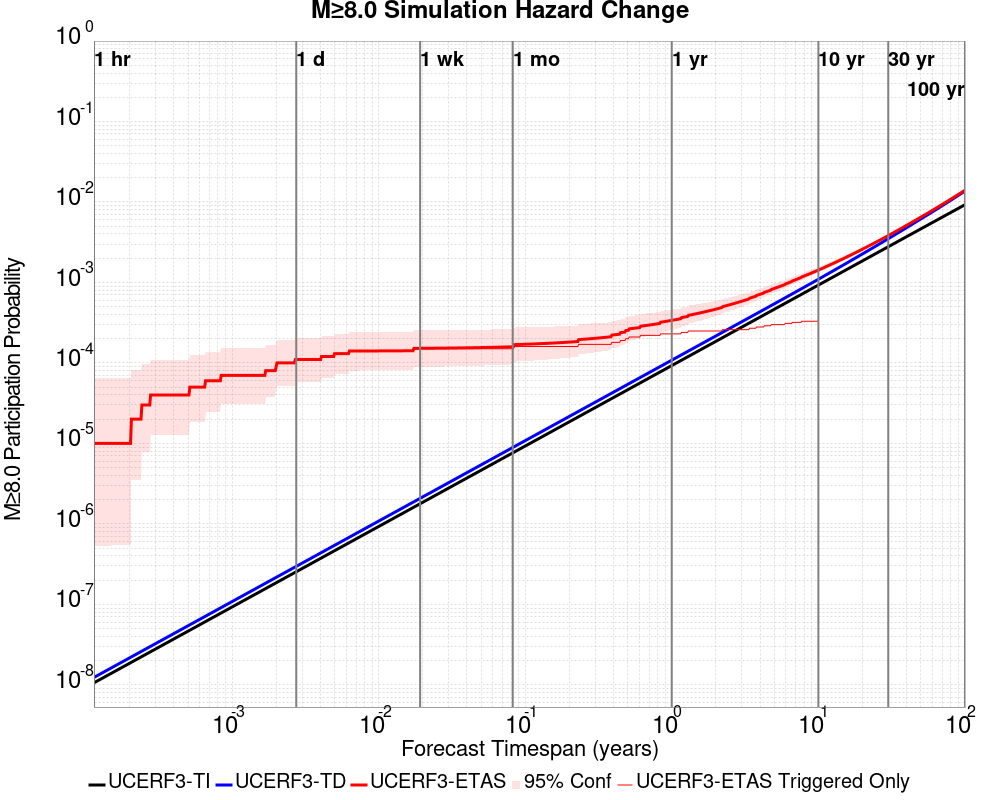 M≥8.0 Simulation Hazard Change
1 hr 1 d 1 wk 1 mo 1 yr 10 yr 30 yr
100 yr
10^0
10^-1
10^-2
10^-3
10^-4
10^-5
10^-6
10^-7
10^-8
M≥8.0 Participation Probability
10^-3 10^-2 10^-1 10^0 10^1 10^2
Forecast Timespan (years)
UCERF3-TI UCERF3-TD UCERF3-ETAS 95% Conf UCERF3-ETAS Triggered Only